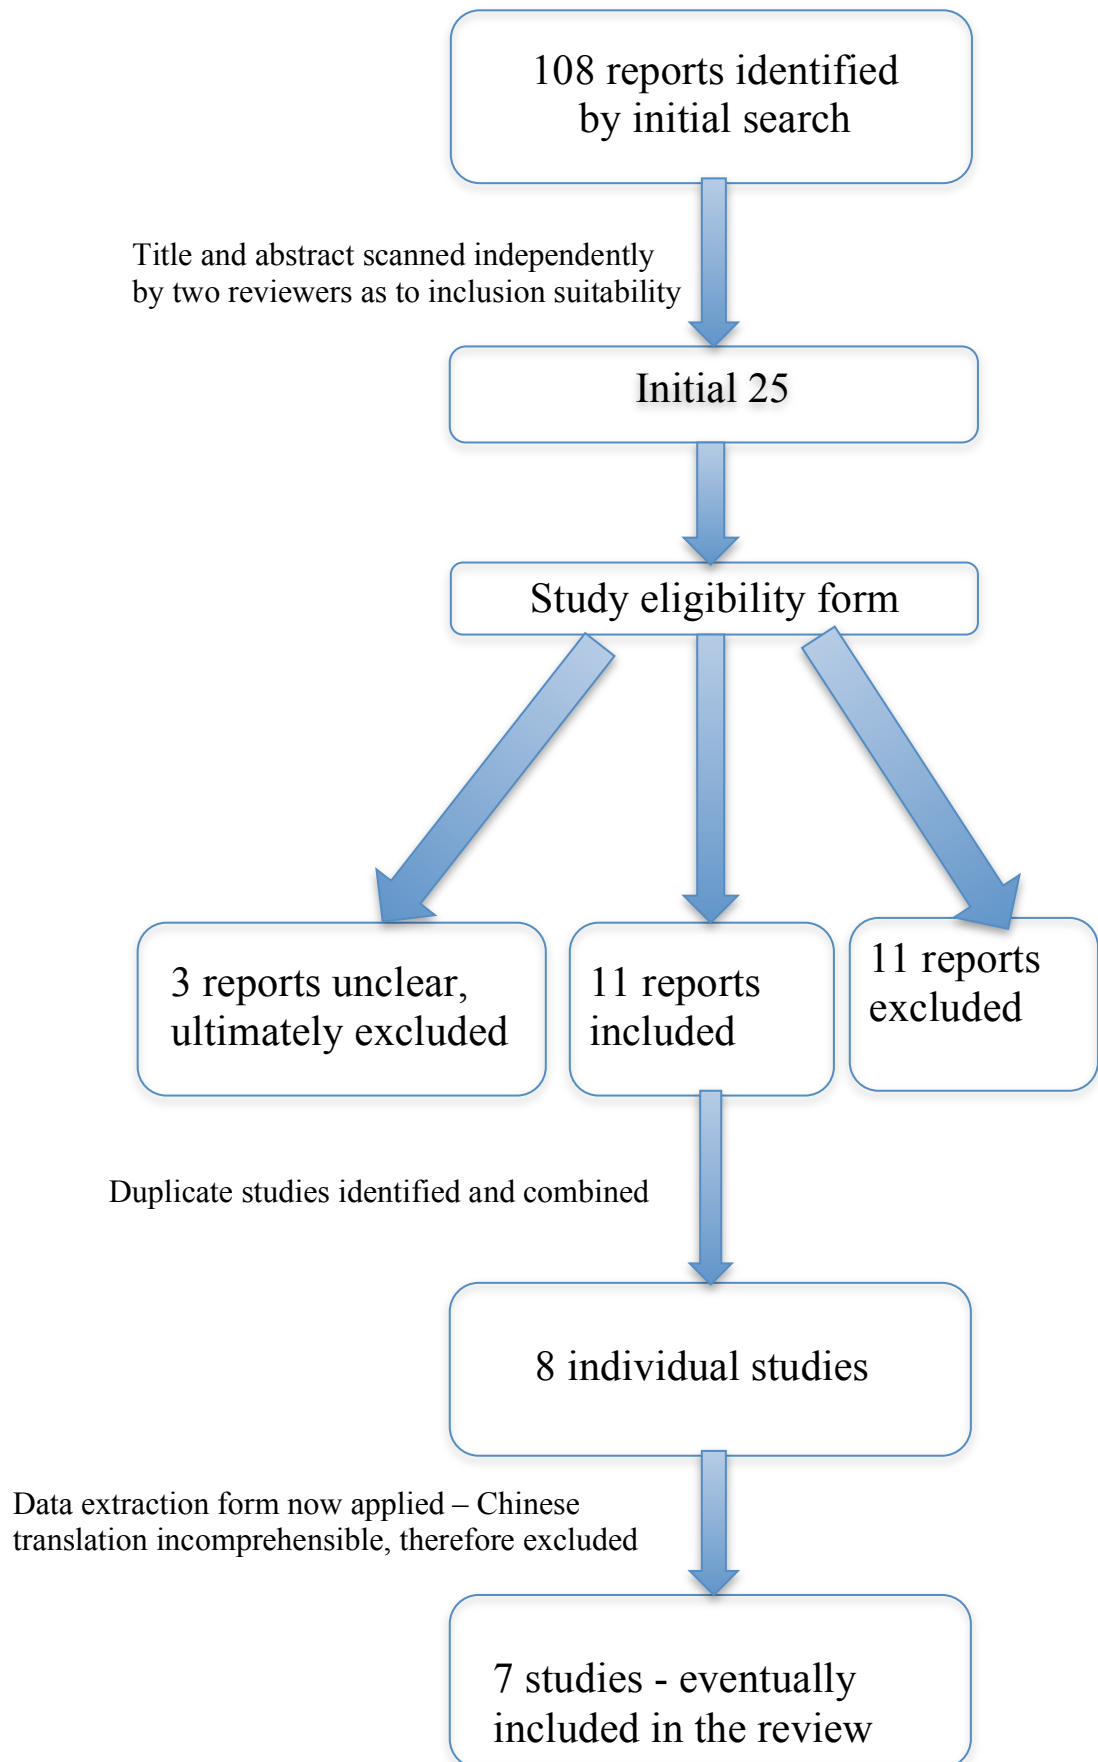 108 reports identified
by initial search
Title and abstract scanned independently
by two reviewers as to inclusion suitability
Initial 25
Study eligibility form
3 reports unclear,
ultimately excluded
11 reports
included
11 reports
excluded
Duplicate studies identified and combined
8 individual studies
Data extraction form now applied – Chinese
translation incomprehensible, therefore excluded
7 studies - eventually
included in the review